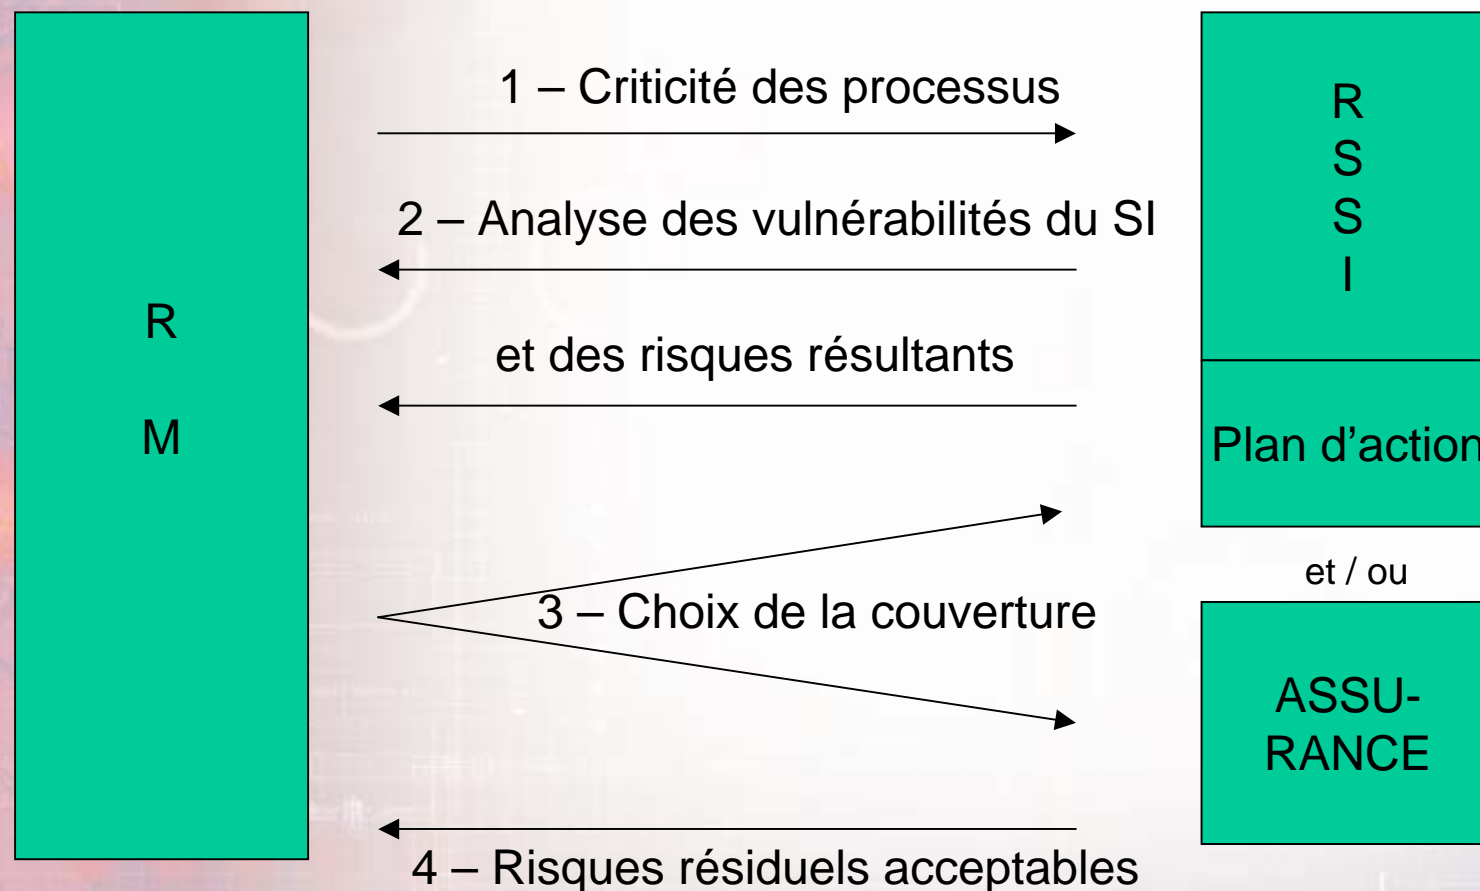 R
M
1 – Criticité des processus
2 – Analyse des vulnérabilités du SI
et des risques résultants
3 – Choix de la couverture
4 – Risques résiduels acceptables
R
S
S
I
Plan d’action
et / ou
ASSU-
RANCE